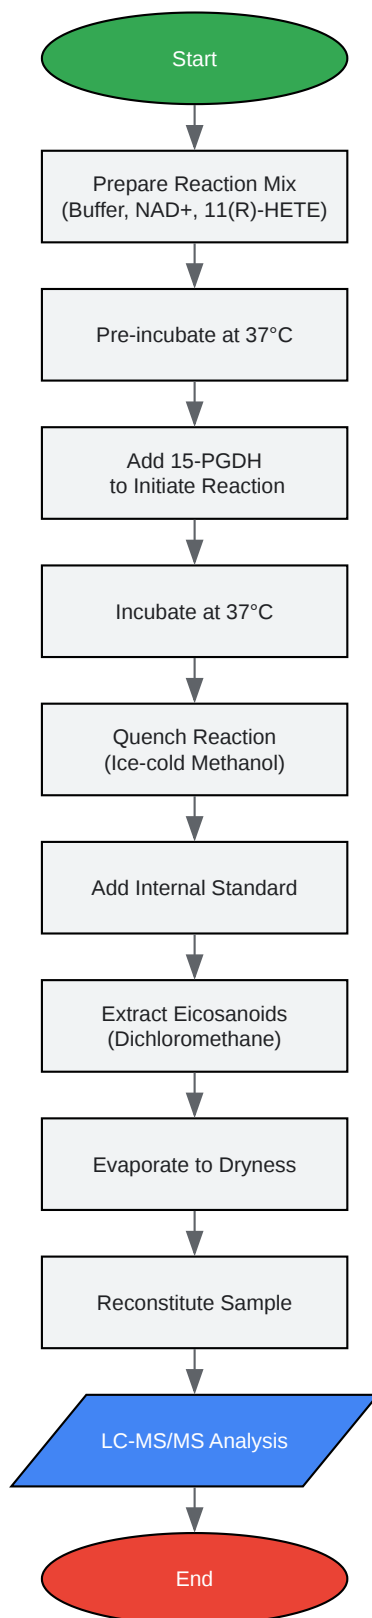 Start
Prepare Reaction Mix
(Buffer, NAD+, 11(R)-HETE)
Pre-incubate at 37°C
Add 15-PGDH
to Initiate Reaction
Incubate at 37°C
Quench Reaction
(Ice-cold Methanol)
Add Internal Standard
Extract Eicosanoids
(Dichloromethane)
Evaporate to Dryness
Reconstitute Sample
LC-MS/MS Analysis
End